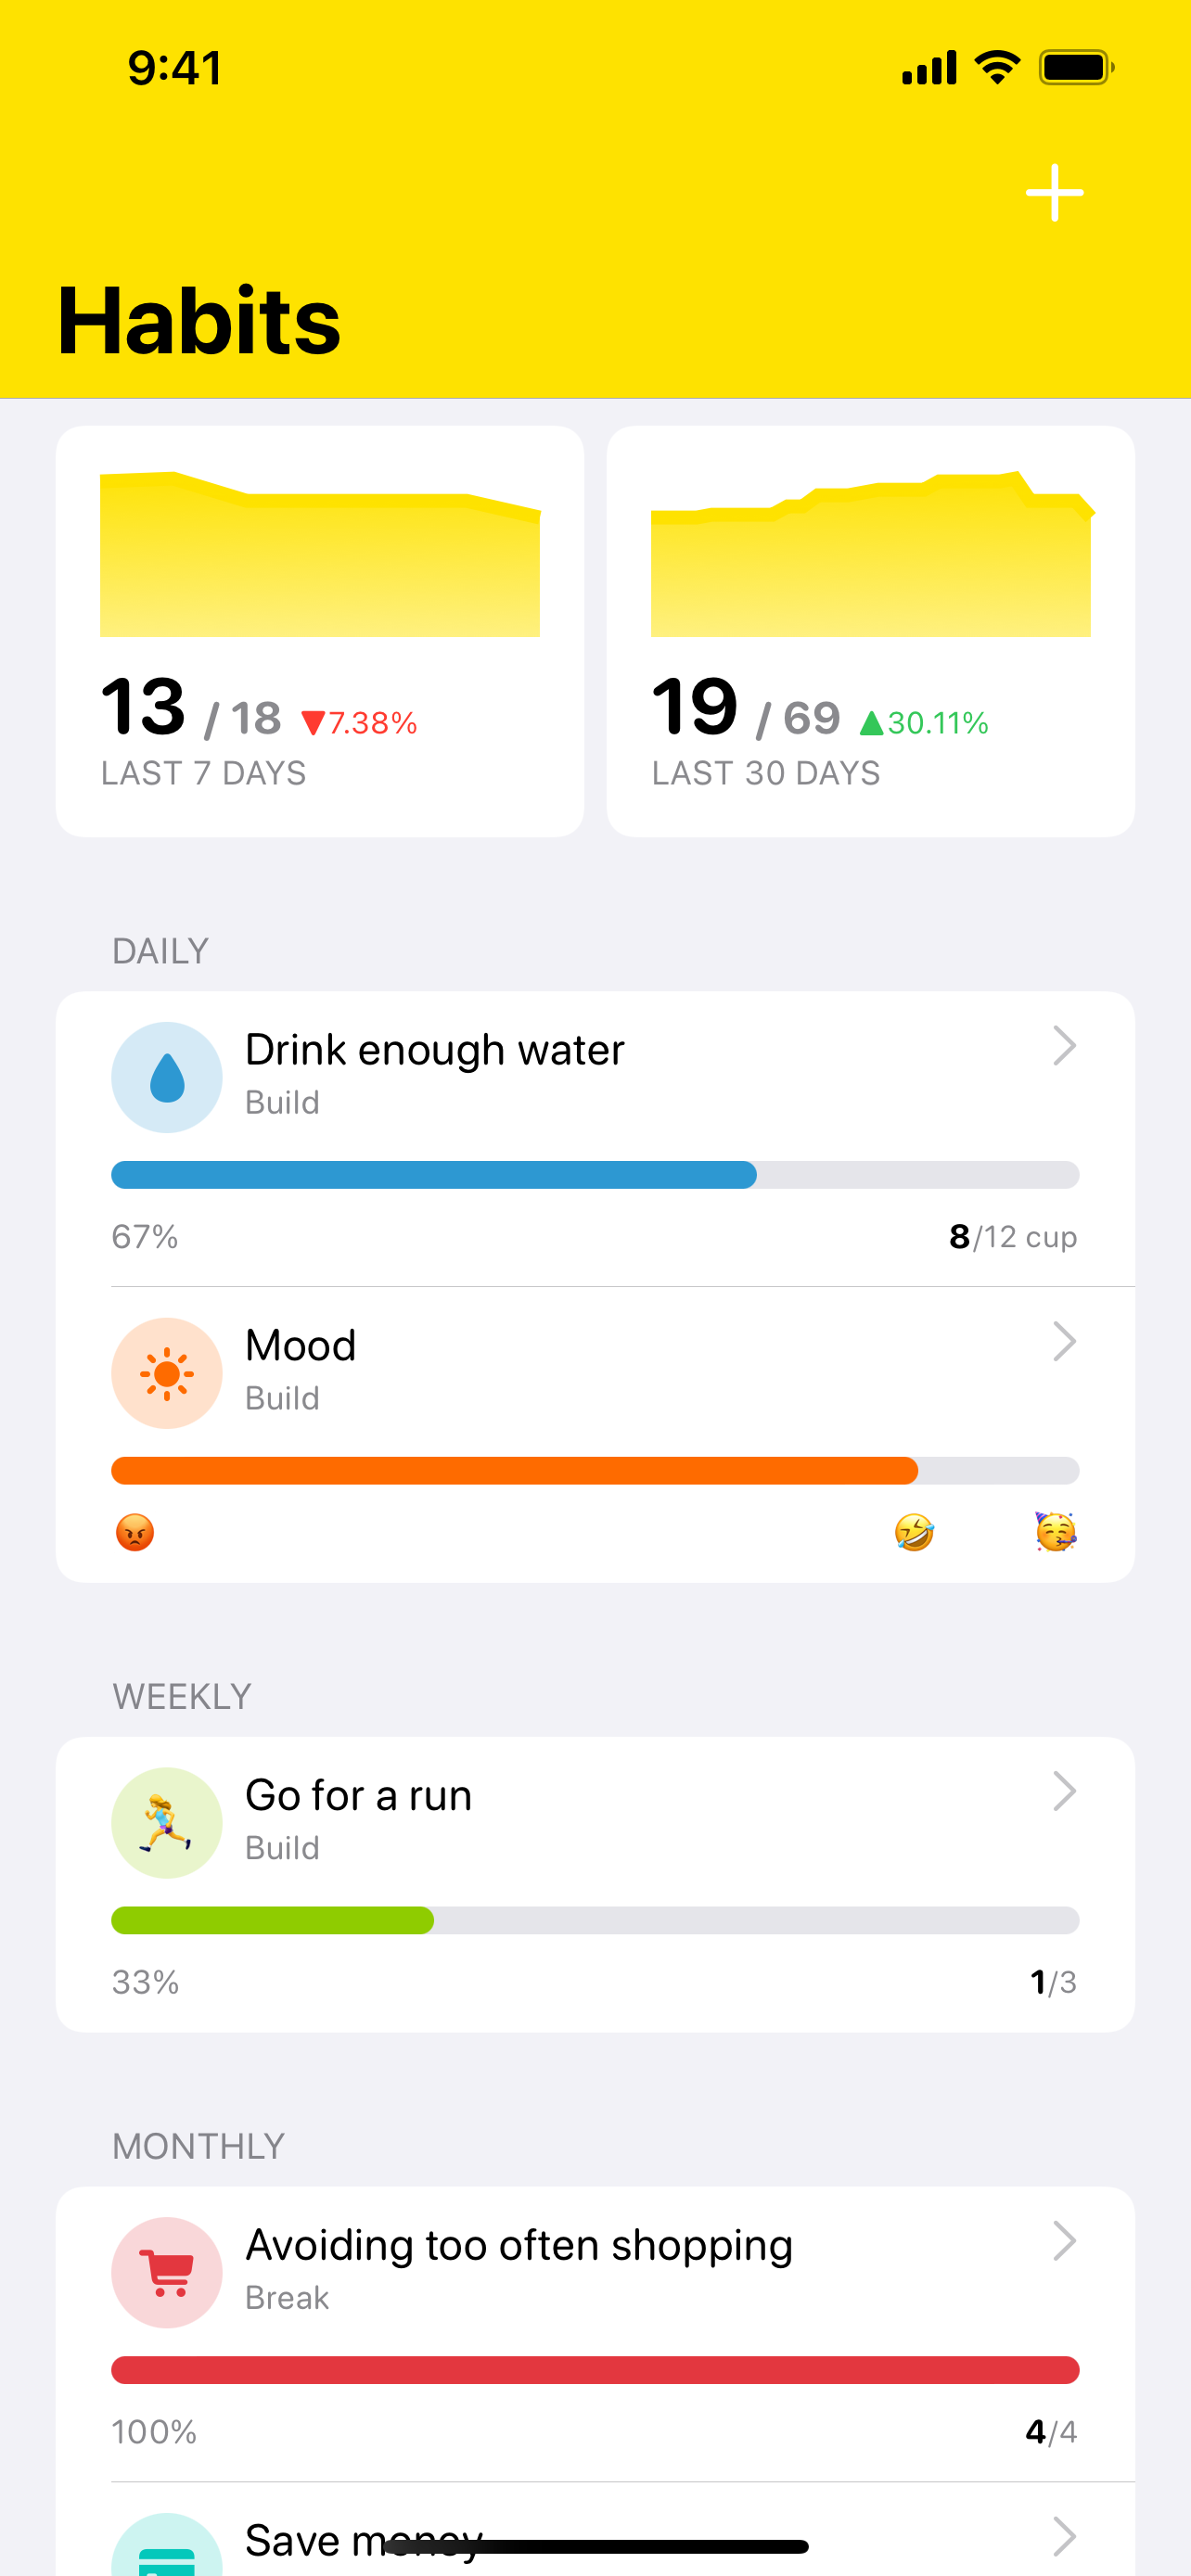 9:41
Habits
13 / 18 ▼7.38%
LAST 7 DAYS
19 / 69 ▲30.11%
LAST 30 DAYS
DAILY
Drink enough water
Build
67%
8/12 cup
Mood
Build
WEEKLY
Go for a run
Build
33%
1/3
MONTHLY
Avoiding too often shopping
Break
100%
4/4
Save money